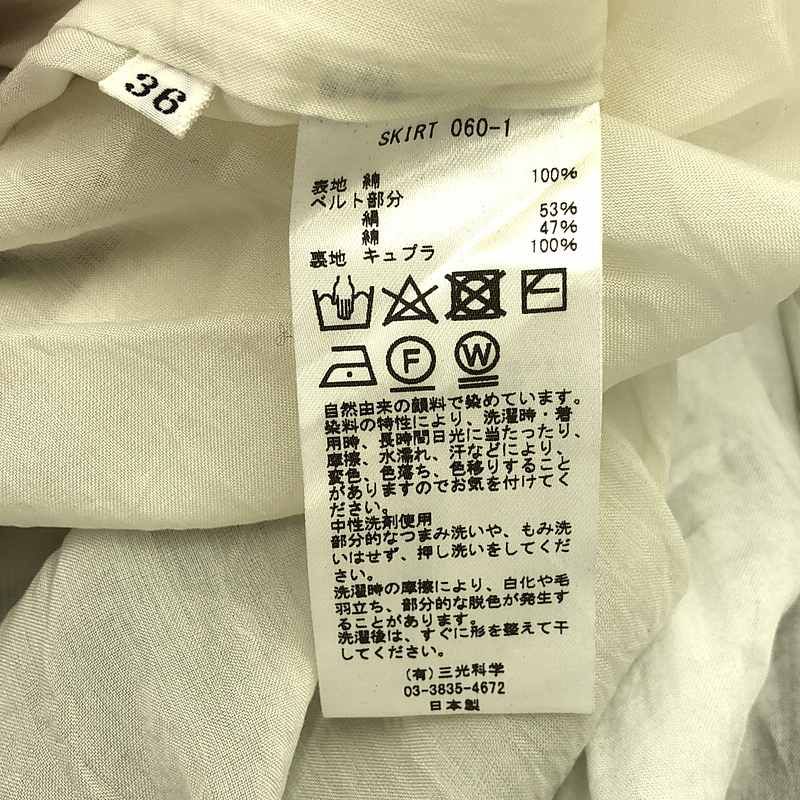 36
SKIRT 060-1
表地 綿 100%
ベルト部分
絹 53%
綿 47%
裏地 キュプラ 100%
F
W
自然由来の顔料で染めています。
染料の特性により、洗濯時・着
用時、長時間日光に当たったり、
摩擦、水濡れ、汗などにより、
変色、色落ち、色移りすること
がありますのでお気を付けてく
ださい。
中性洗剤使用
部分的なつまみ洗いや、もみ洗
いはせず、押し洗いをしてくだ
さい。
洗濯時の摩擦により、白化や毛
羽立ち、部分的な脱色が発生す
ることがあります。
洗濯後は、すぐに形を整えて干
してください。
(有)三光科学
03-3835-4672
日本製